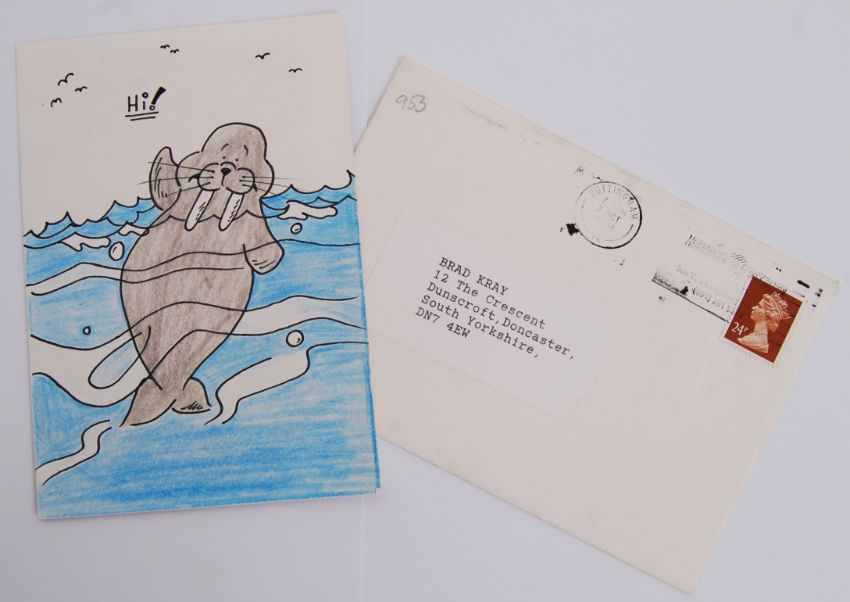 Hi!
953
NOTTINGHAM
24P
BRAD KRAY
12 The Crescent
Dunscroft,Doncaster,
South Yorkshire,
DN7 4EW